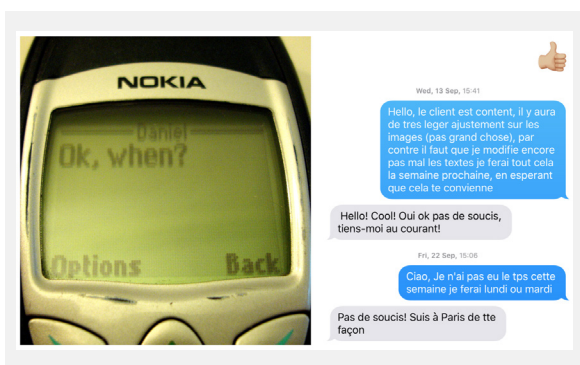 NOKIA
Daniel
Ok, when?
Options Back
Wed, 13 Sep, 15:41
Hello, le client est content, il y aura
de tres leger ajustement sur les
images (pas grand chose), par
contre il faut que je modifie encore
pas mal les textes je ferai tout cela
la semaine prochaine, en esperant
que cela te convienne
Hello! Cool! Oui ok pas de soucis,
tiens-moi au courant!
Fri, 22 Sep, 15:06
Ciao, Je n'ai pas eu le tps cette
semaine je ferai lundi ou mardi
Pas de soucis! Suis à Paris de tte
façon